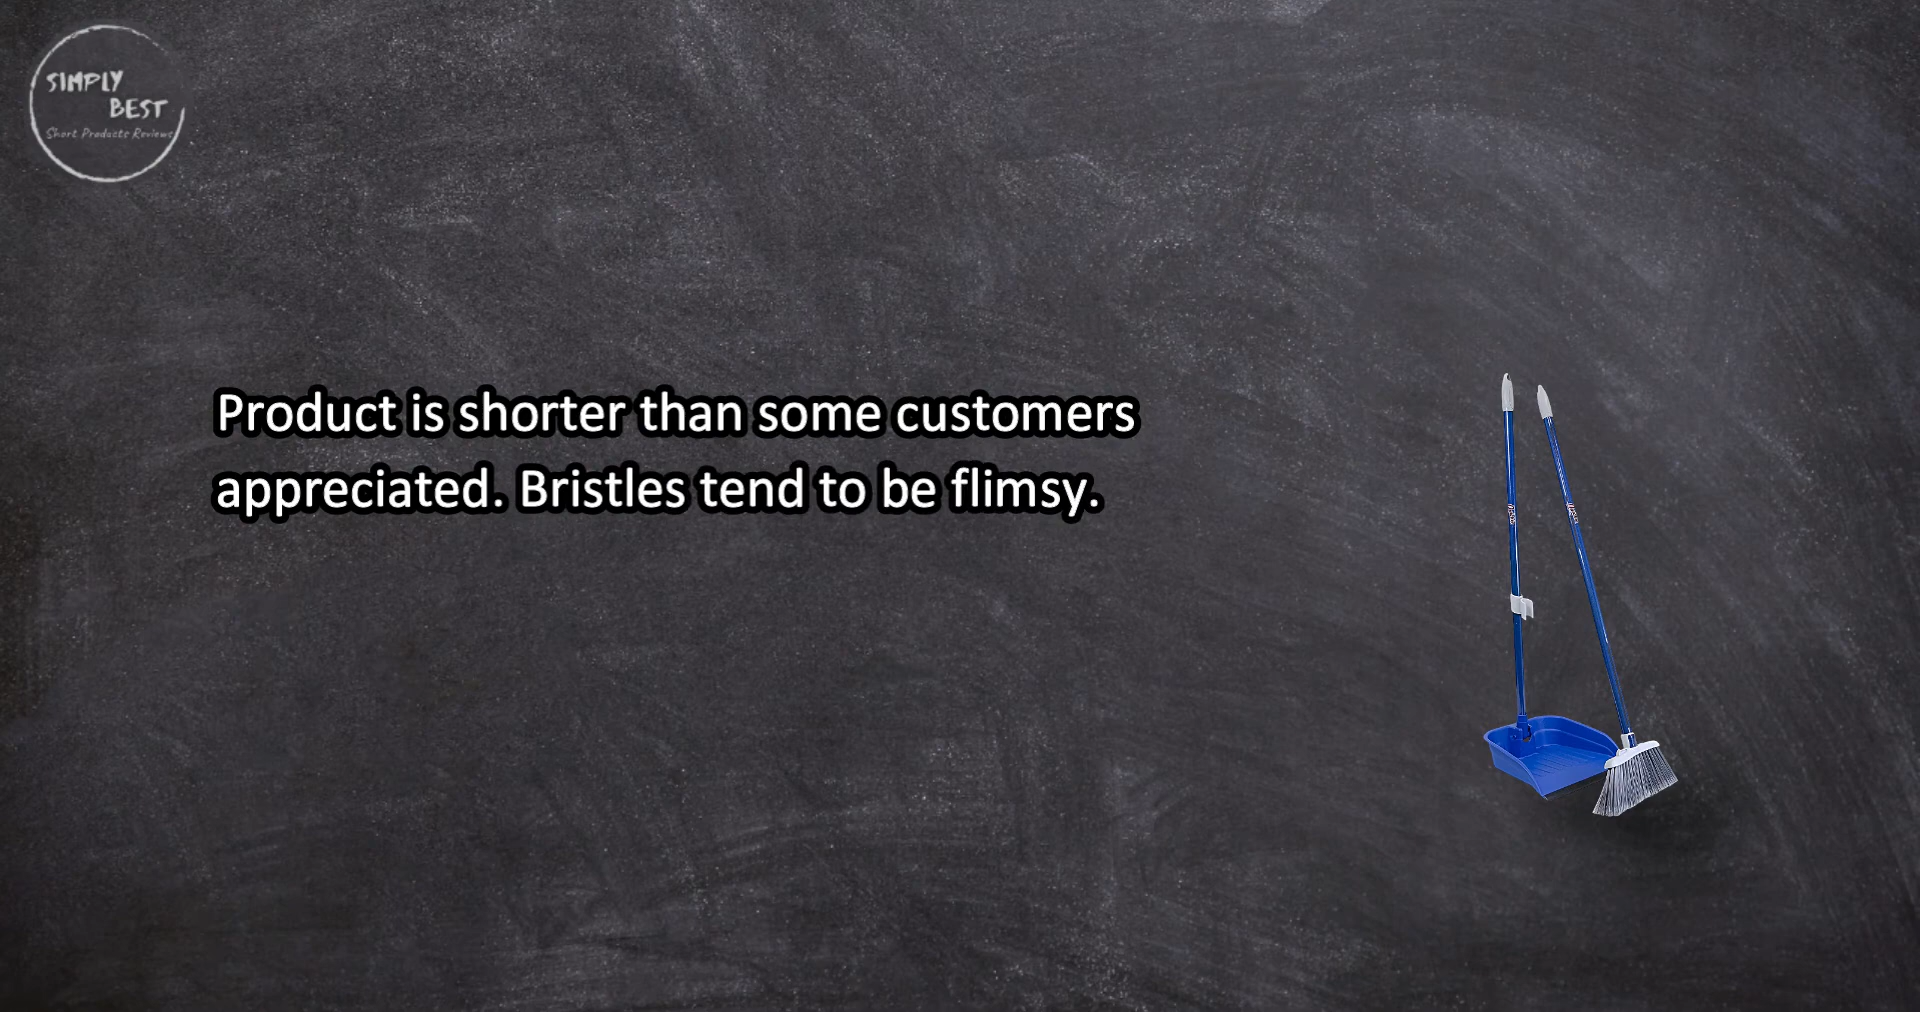 SIMPLY
BEST
Short Products Reviews
Product is shorter than some customers
appreciated. Bristles tend to be flimsy.